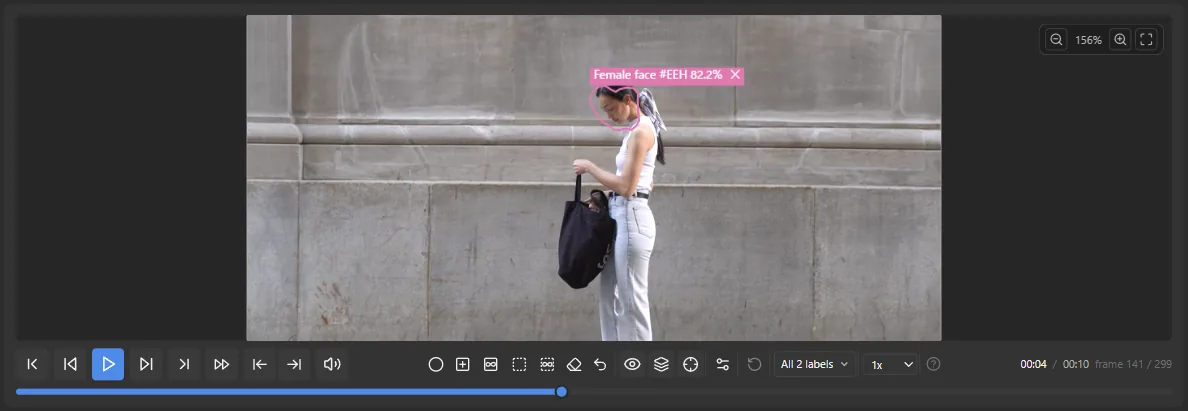 156%
Female face #EEH 82.2%
All 2 labels
1x
00:04 / 00:10 frame 141 / 299